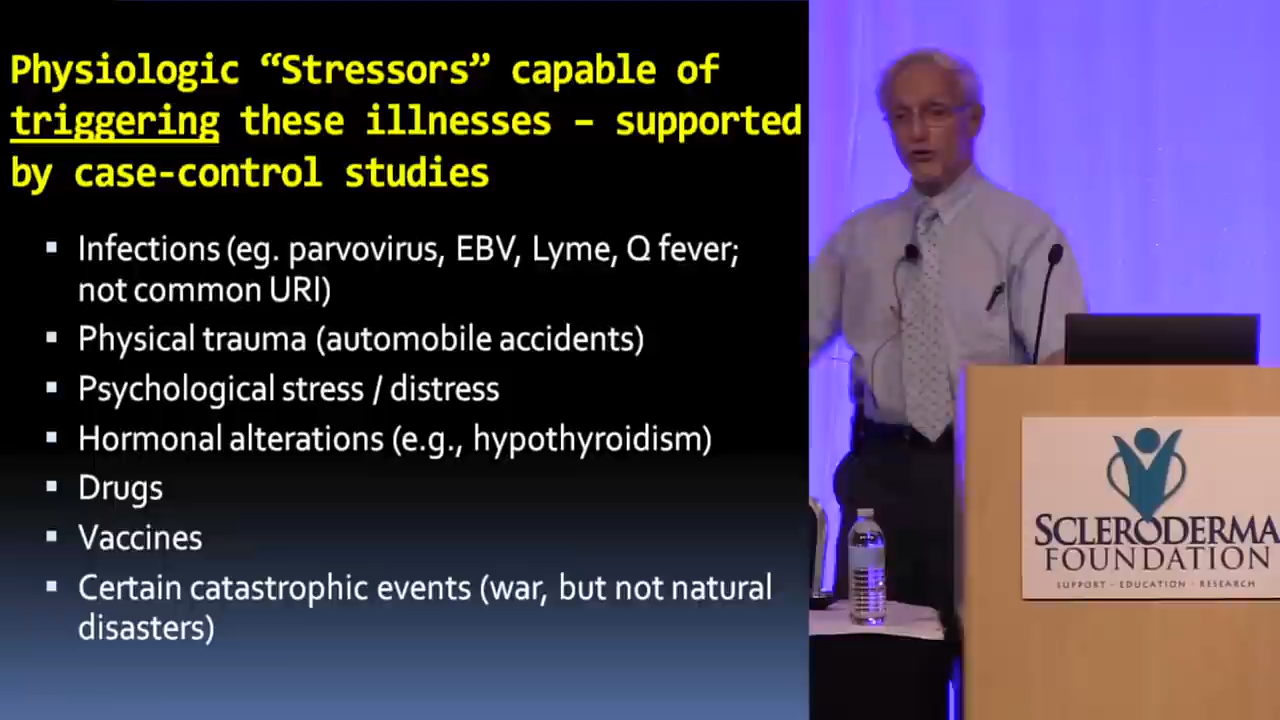 Physiologic “Stressors” capable of
triggering these illnesses – supported
by case-control studies
▪ Infections (eg. parvovirus, EBV, Lyme, Q fever;
not common URI)
▪ Physical trauma (automobile accidents)
▪ Psychological stress / distress
▪ Hormonal alterations (e.g., hypothyroidism)
▪ Drugs
▪ Vaccines
▪ Certain catastrophic events (war, but not natural
disasters)
SCLERODERMA
FOUNDATION
SUPPORT · EDUCATION · RESEARCH